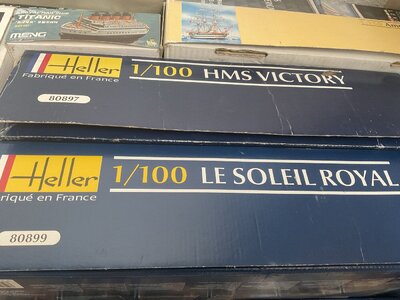 TITANIC
MENG
Heller
Fabriqué en France
1/100 HMS VICTORY
80897
Heller
briqué en France
1/100 LE SOLEIL ROYAL
80899